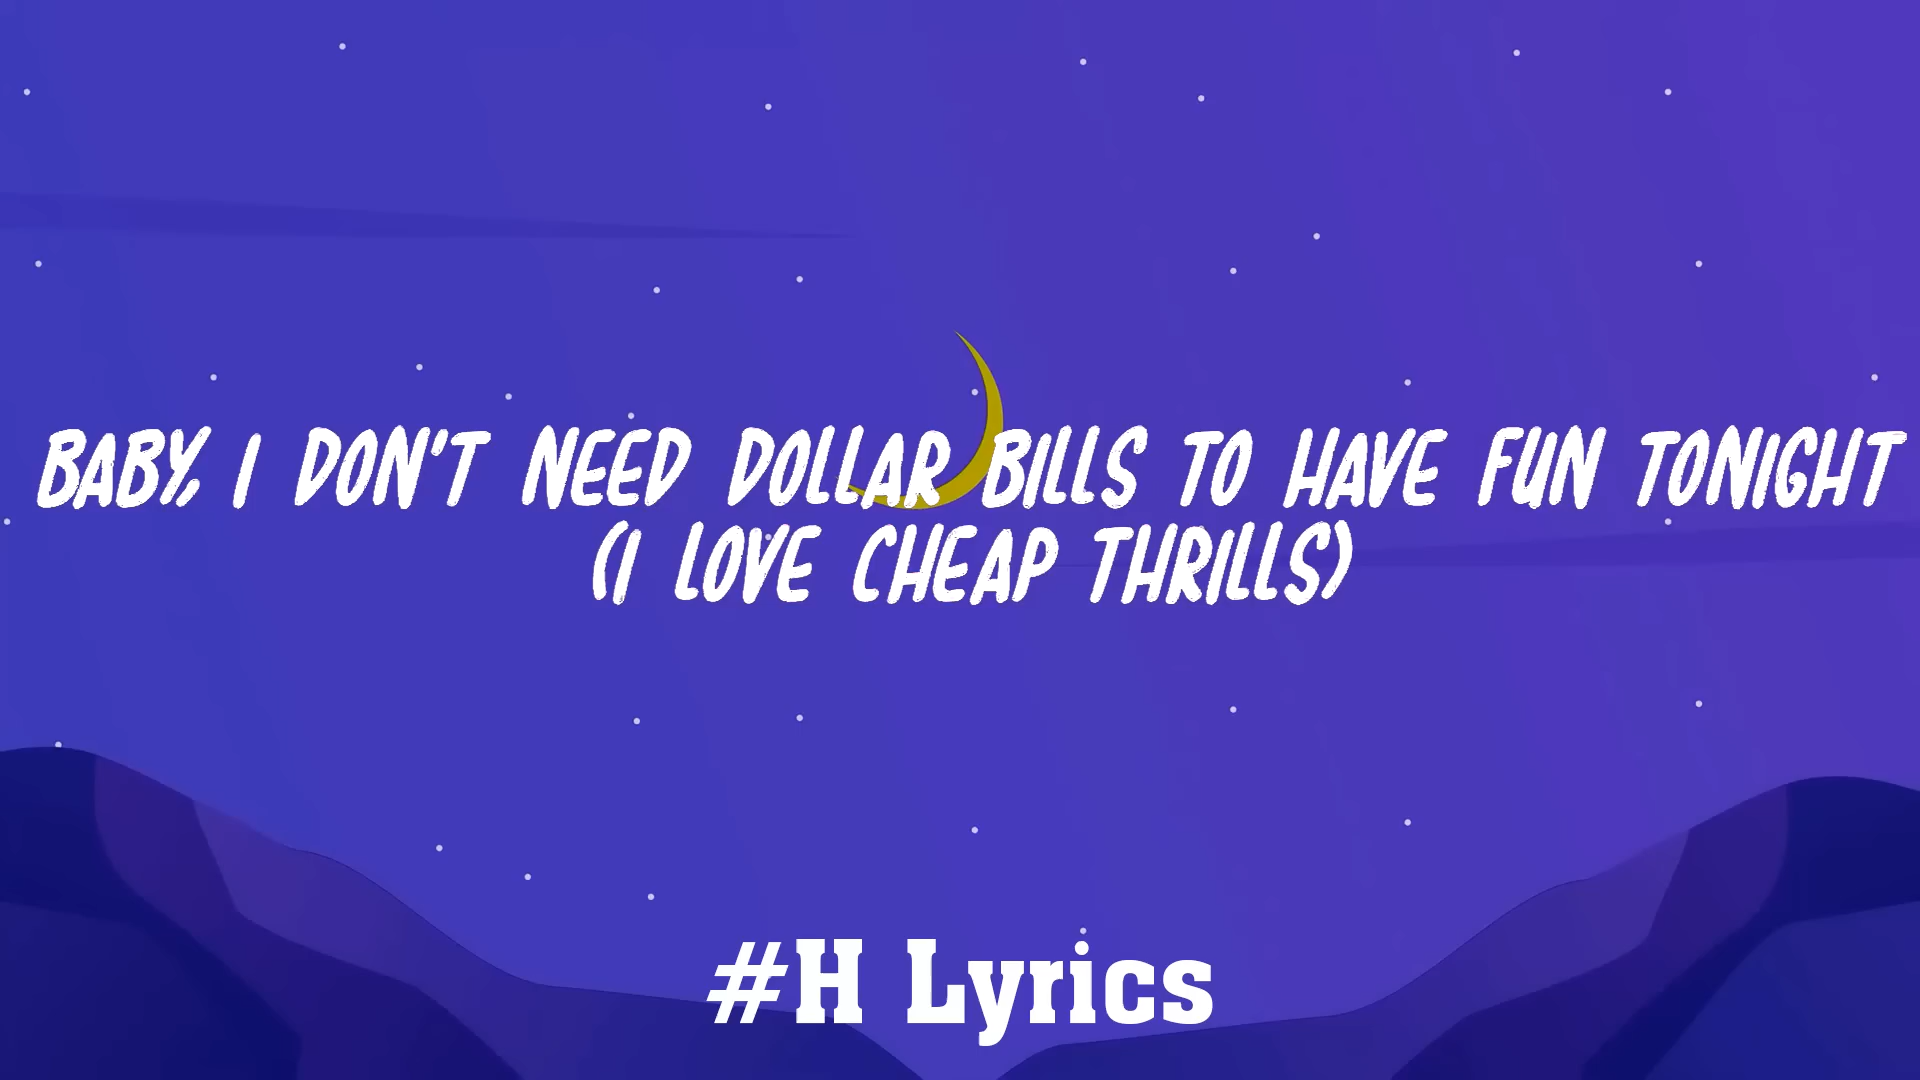 BABY, I DON'T NEED DOLLAR BILLS TO HAVE FUN TONIGHT
(I LOVE CHEAP THRILLS)
#H Lyrics